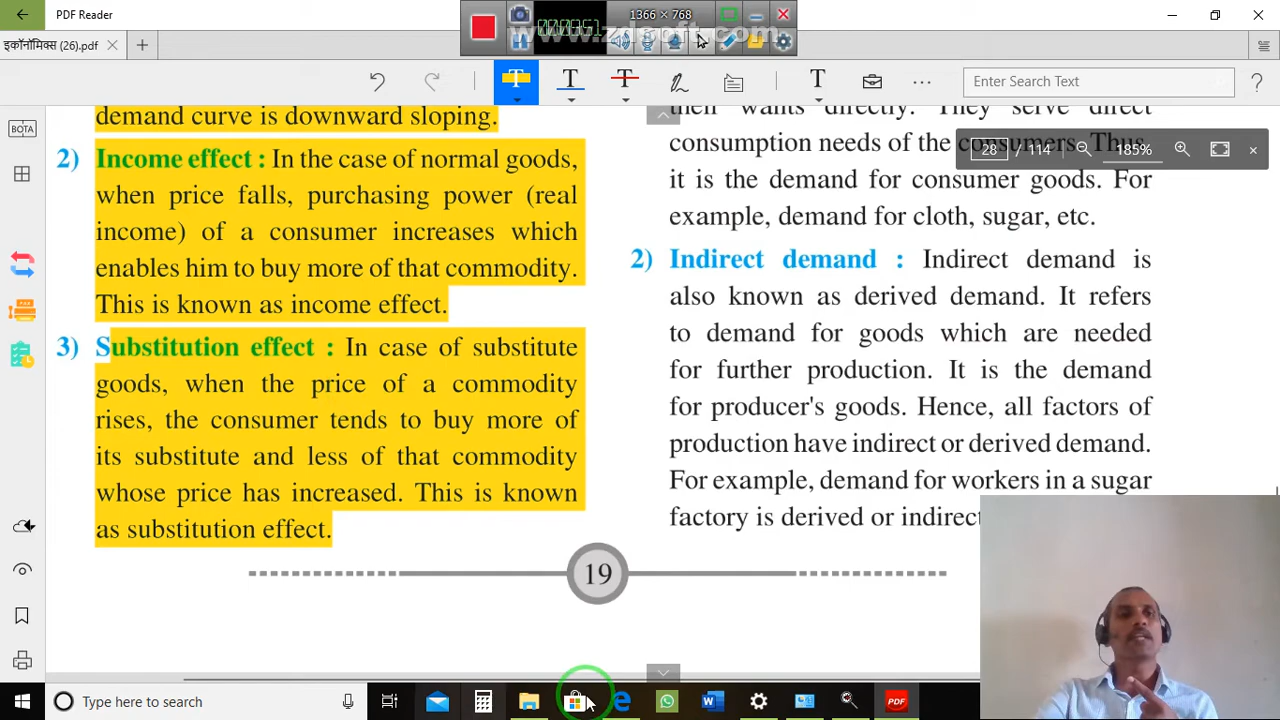 PDF Reader
1366 × 768
www.zdsoft.com
इकॉनॉमिक्स (26).pdf
Enter Search Text
28 / 114
185%
BOTA
demand curve is downward sloping.
2) Income effect : In the case of normal goods,
when price falls, purchasing power (real
income) of a consumer increases which
enables him to buy more of that commodity.
This is known as income effect.
3) Substitution effect : In case of substitute
goods, when the price of a commodity
rises, the consumer tends to buy more of
its substitute and less of that commodity
whose price has increased. This is known
as substitution effect.
then wants directly. They serve direct
consumption needs of the consumers. Thus,
it is the demand for consumer goods. For
example, demand for cloth, sugar, etc.
2) Indirect demand : Indirect demand is
also known as derived demand. It refers
to demand for goods which are needed
for further production. It is the demand
for producer's goods. Hence, all factors of
production have indirect or derived demand.
For example, demand for workers in a sugar
factory is derived or indirect
19
Type here to search
PDF